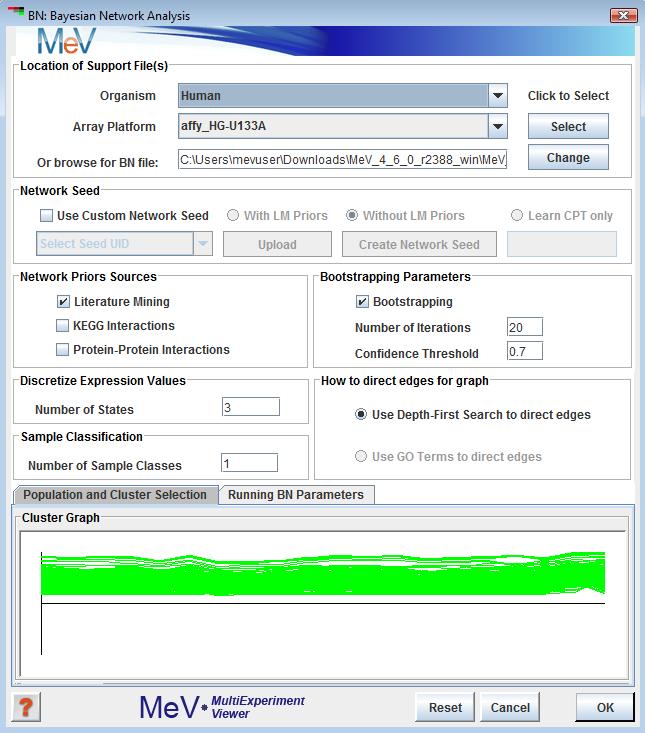 BN: Bayesian Network Analysis
MeV
Location of Support File(s)
Organism Human Click to Select
Array Platform affy_HG-U133A Select
Or browse for BN file: C:\Users\mevuser\Downloads\MeV_4_6_0_r2388_win\MeV_ Change
Network Seed
Use Custom Network Seed With LM Priors Without LM Priors Learn CPT only
Select Seed UID Upload Create Network Seed
Network Priors Sources
Literature Mining
KEGG Interactions
Protein-Protein Interactions
Bootstrapping Parameters
Bootstrapping
Number of Iterations 20
Confidence Threshold 0.7
Discretize Expression Values
Number of States 3
Sample Classification
Number of Sample Classes 1
How to direct edges for graph
Use Depth-First Search to direct edges
Use GO Terms to direct edges
Population and Cluster Selection Running BN Parameters
Cluster Graph
? MeV MultiExperiment Viewer Reset Cancel OK